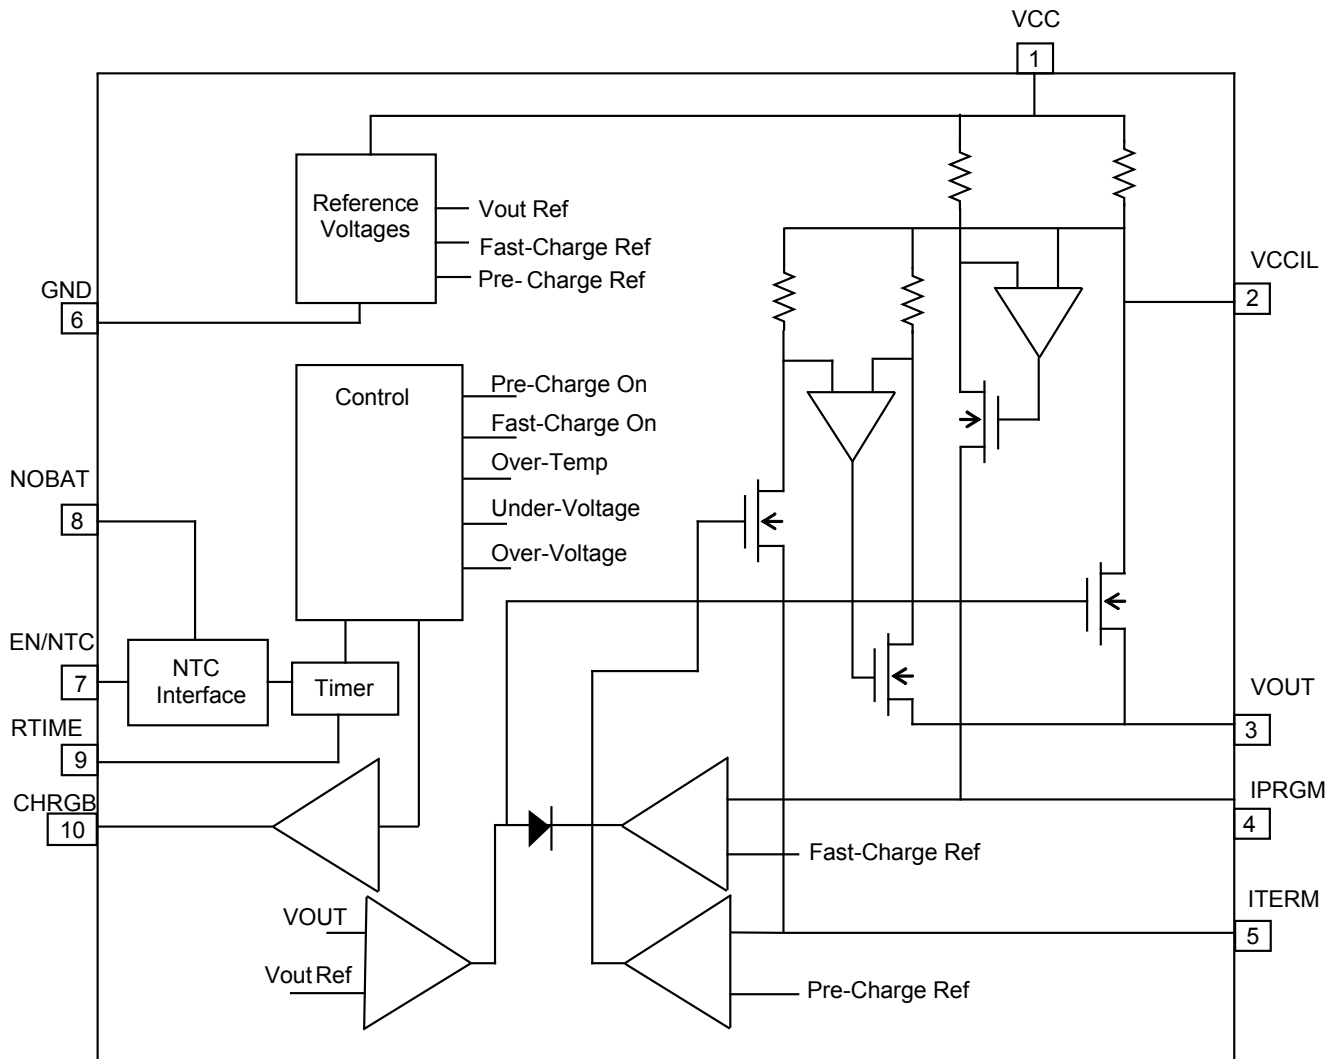 VCC
1
Reference
Voltages
Vout Ref
Fast-Charge Ref
Pre- Charge Ref
VCCIL
2
GND
6
Control
Pre-Charge On
Fast-Charge On
Over-Temp
Under-Voltage
Over-Voltage
NOBAT
8
EN/NTC
7
NTC
Interface
Timer
RTIME
9
CHRGB
10
VOUT
3
IPRGM
4
Fast-Charge Ref
ITERM
5
VOUT
Vout Ref
Pre-Charge Ref